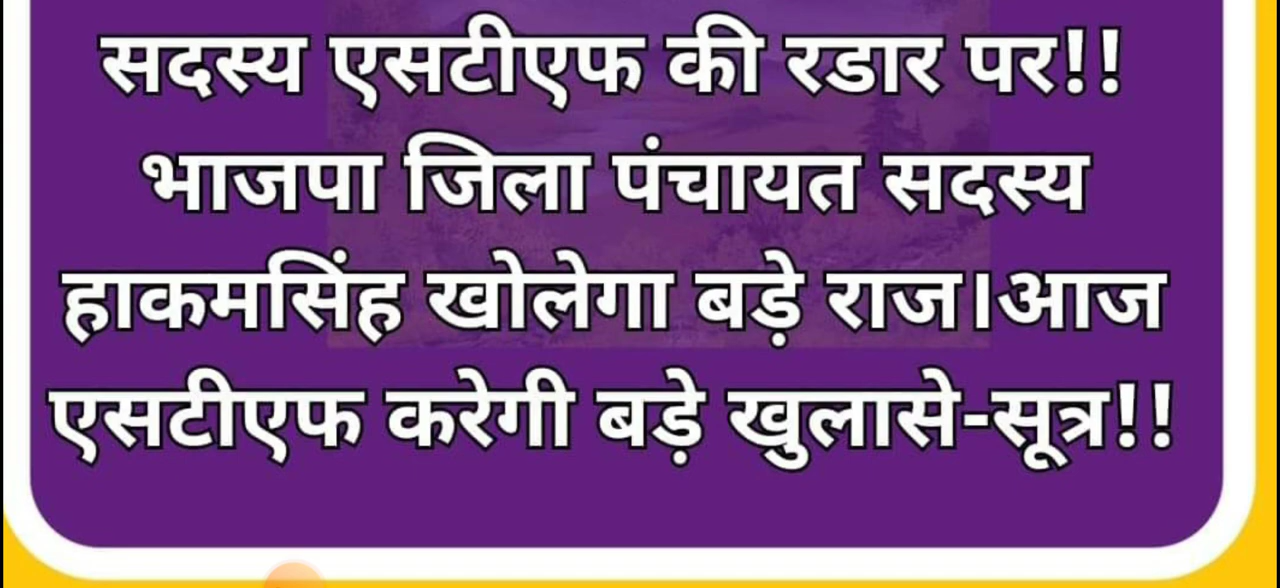 सदस्य एसटीएफ की रडार पर!!
भाजपा जिला पंचायत सदस्य
हाकमसिंह खोलेगा बड़े राज।आज
एसटीएफ करेगी बड़े खुलासे-सूत्र!!